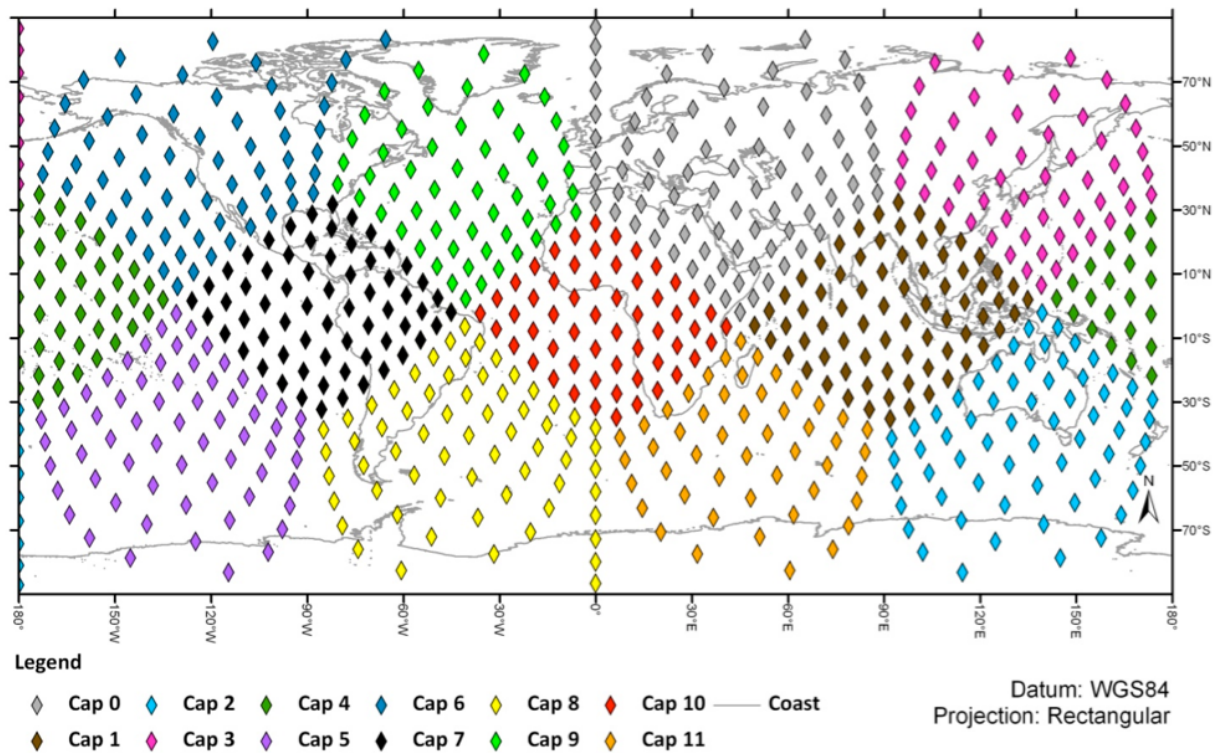 70°N
50°N
30°N
10°N
10°S
30°S
50°S
70°S
N
180°
150°W
120°W
90°W
60°W
30°W
0°
30°E
60°E
90°E
120°E
150°E
180°
Legend
Cap 0 Cap 2 Cap 4 Cap 6 Cap 8 Cap 10 Coast
Cap 1 Cap 3 Cap 5 Cap 7 Cap 9 Cap 11
Datum: WGS84
Projection: Rectangular